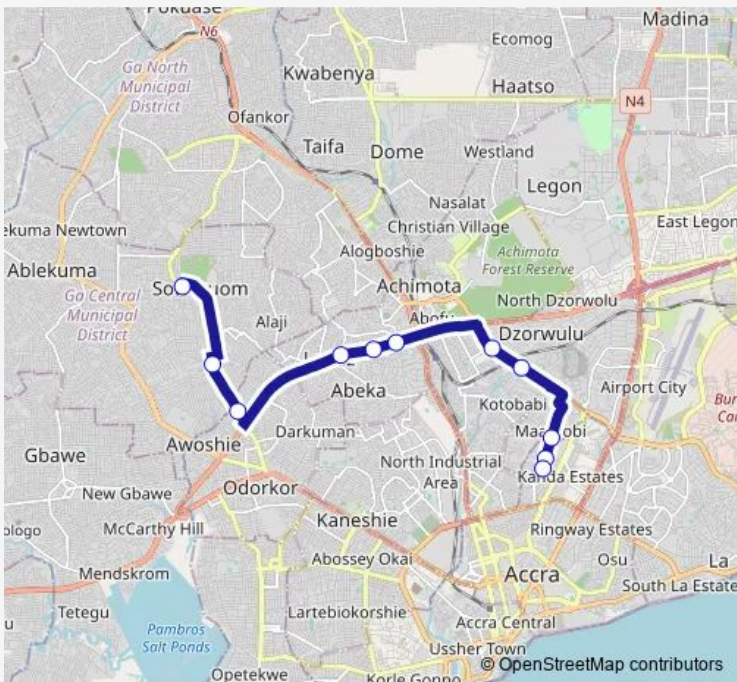 Pokuase
Madina
N6
Ecomog
Ga North
Municipal
District
Kwabenya
Haatso
N4
Ofankor
Taifa
Dome
Westland
Legon
Nasalat
Christian Village
East Legon
ekuma Newtown
Alogboshie
Achimota
Forest Reserve
Ablekuma
Achimota
North Dzorwolu
Ga Central
Municipal
District
Alaji
Dzorwulu
Abeka
Airport City
Kotobabi
Awoshie
Darkuman
Gbawe
North Industrial
Area
Kanda Estates
New Gbawe
Odorkor
McCarthy Hill
Kaneshie
Ringway Estates
Mendskrom
Abossey Okai
Osu
La
Accra
South La Estate
Tetegu
Lartebiokorshie
Accra Central
Pambros
Salt Ponds
Ussher Town
Opetekwe
Korle Gonno
© OpenStreetMap contributors